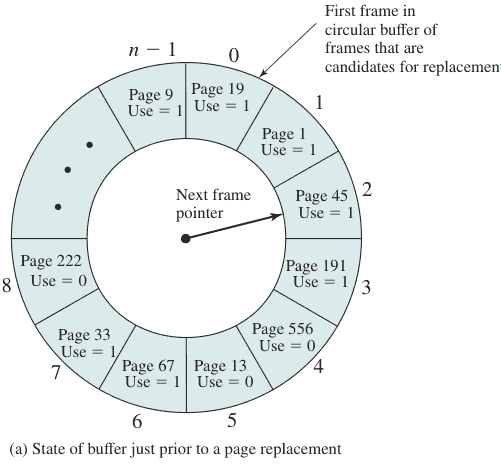 First frame in
circular buffer of
frames that are
candidates for replacemen
n − 1
0
Page 9
Use = 1
Page 19
Use = 1
1
Page 1
Use = 1
2
Page 45
Use = 1
Next frame
pointer
Page 222
Use = 0
8
Page 191
Use = 1
3
Page 33
Use = 1
7
Page 556
Use = 0
4
Page 67
Use = 1
6
Page 13
Use = 0
5
(a) State of buffer just prior to a page replacement